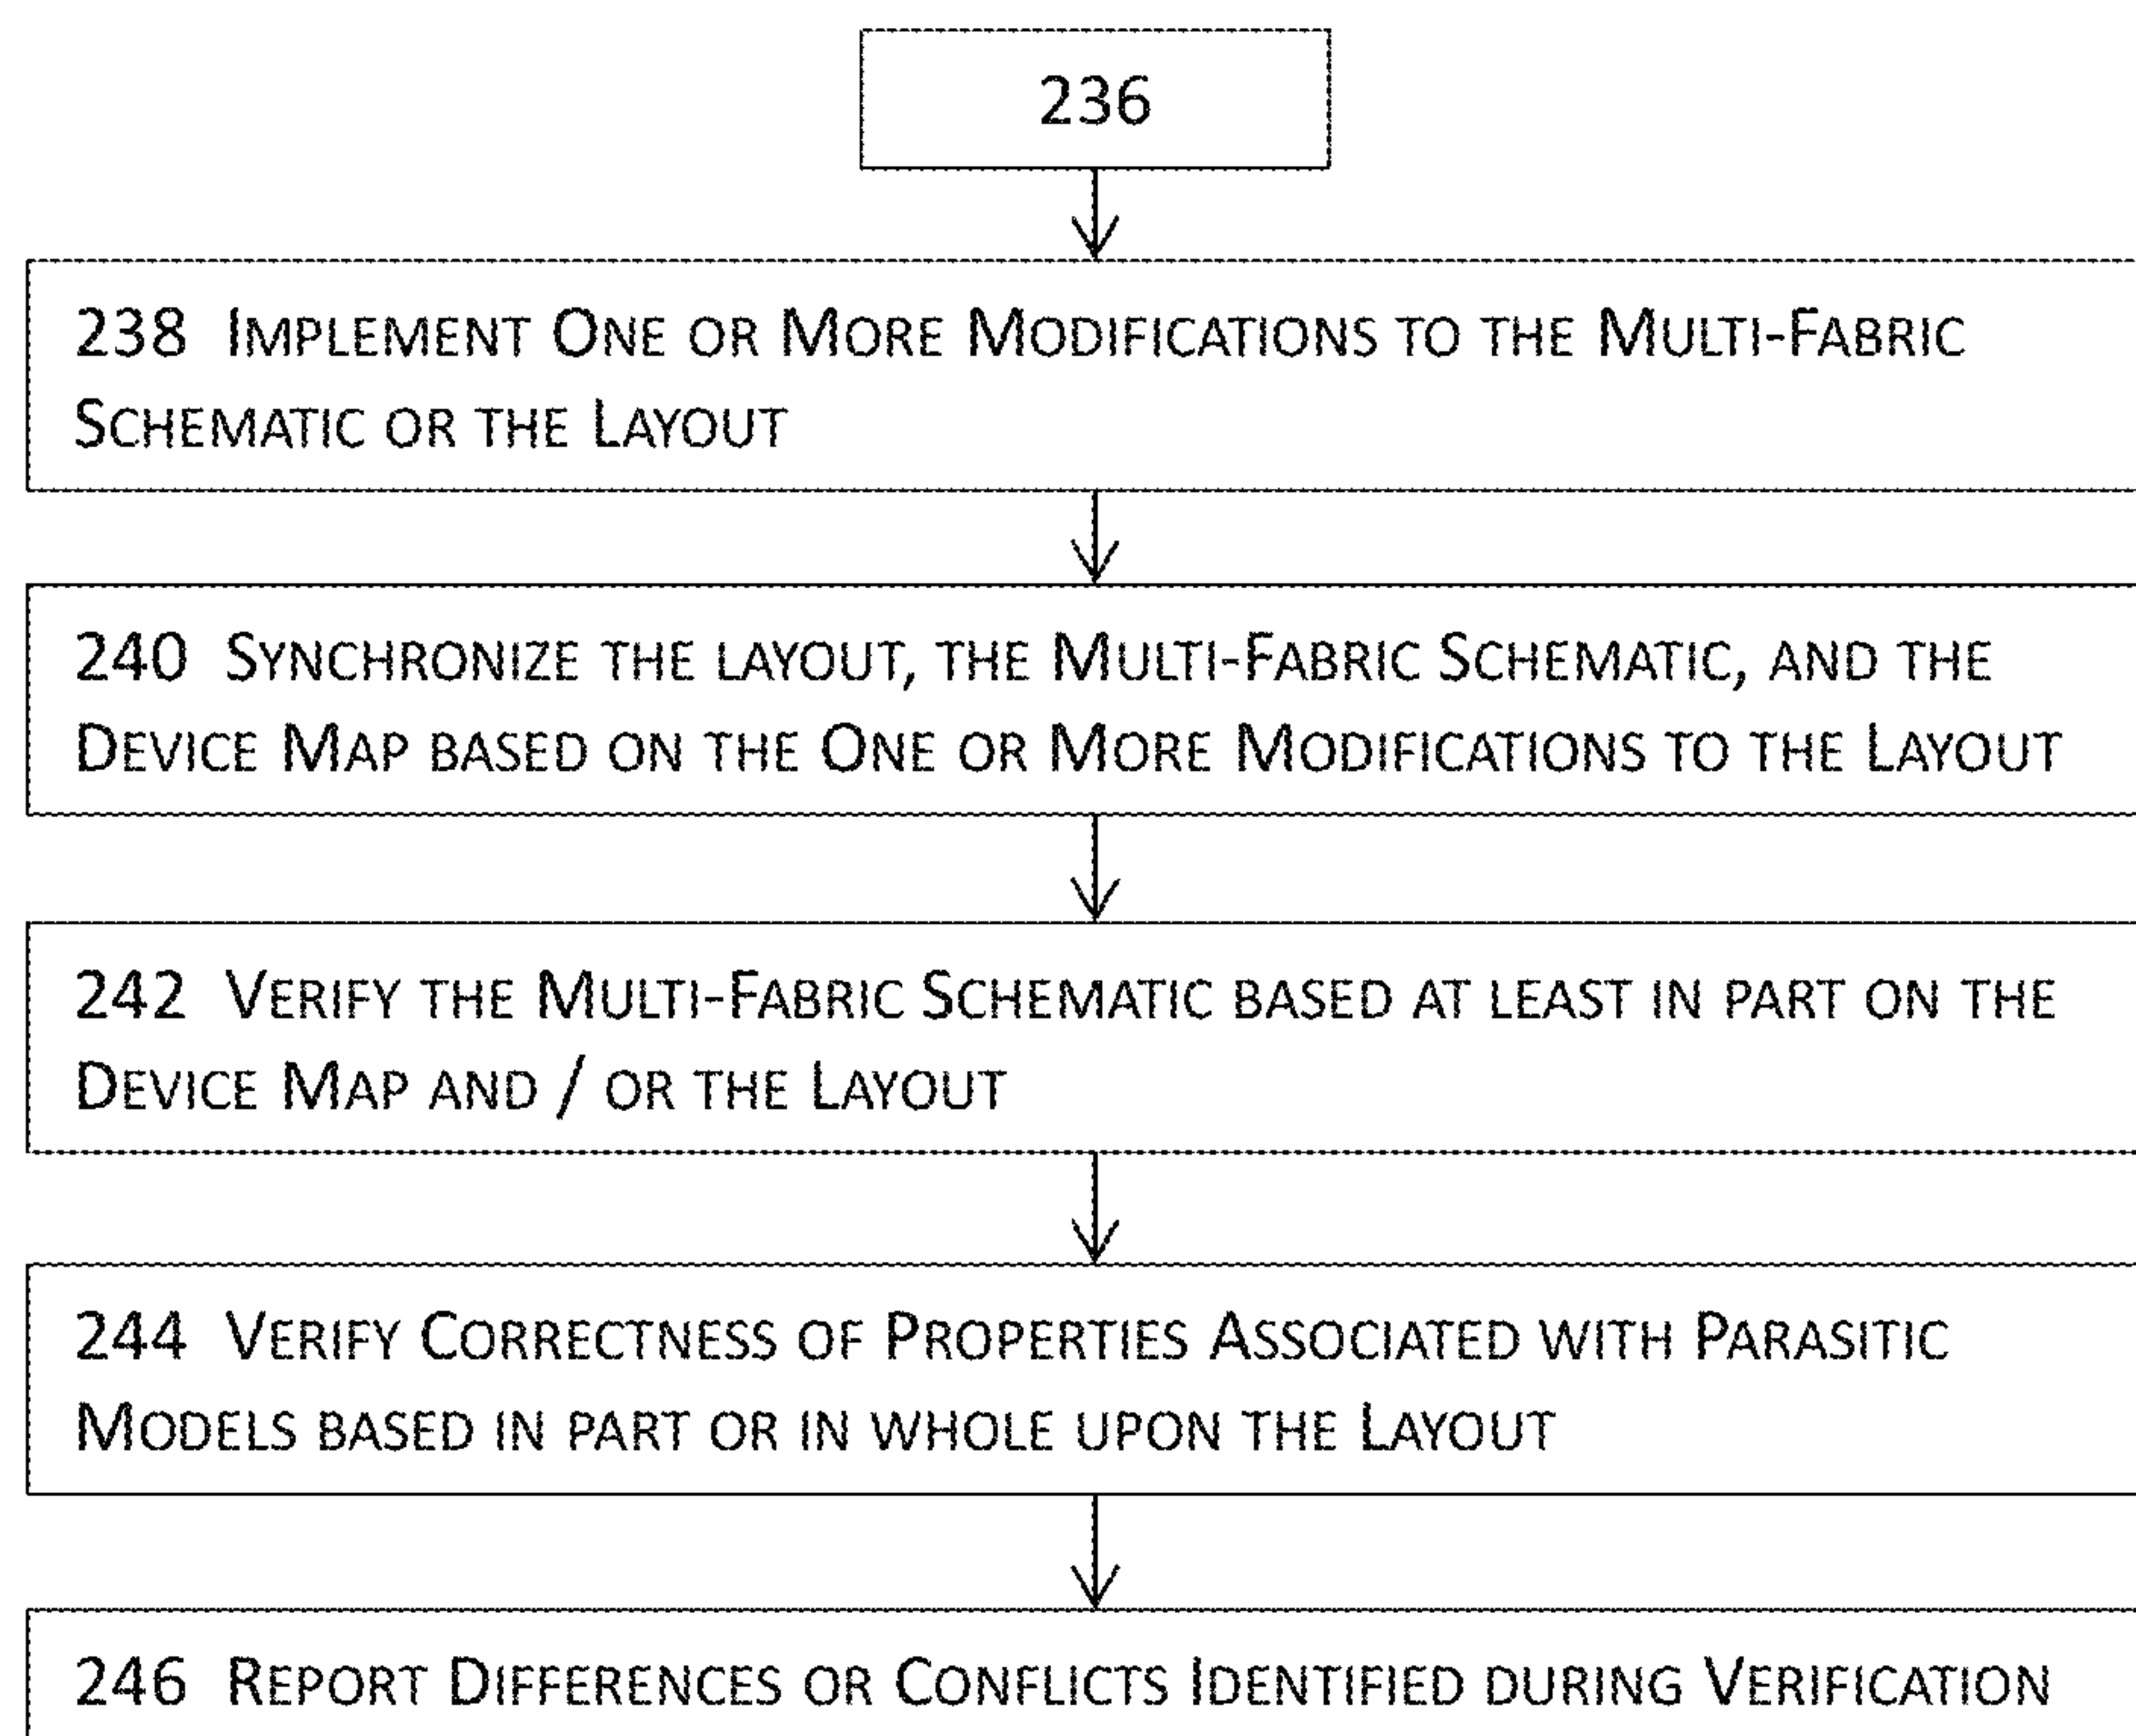 236
238 Implement One or More Modifications to the Multi-Fabric
Schematic or the Layout
240 Synchronize the layout, the Multi-Fabric Schematic, and the
Device Map based on the One or More Modifications to the Layout
242 Verify the Multi-Fabric Schematic based at least in part on the
Device Map and / or the Layout
244 Verify Correctness of Properties Associated with Parasitic
Models based in part or in whole upon the Layout
246 Report Differences or Conflicts Identified during Verification